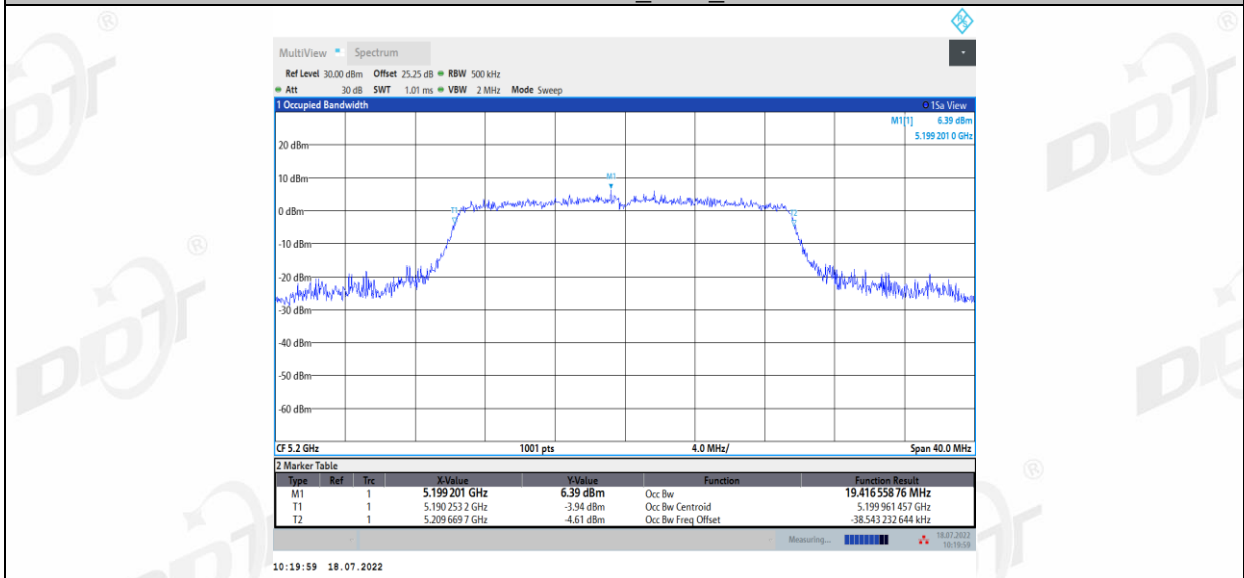 MultiView Spectrum
Ref Level 30.00 dBm Offset 25.25 dB RBW 500 kHz
Att 30 dB SWT 1.01 ms VBW 2 MHz Mode Sweep
1 Occupied Bandwidth 1Sa View
M1[1] 6.39 dBm
5.199 201 0 GHz
20 dBm
M1
10 dBm
T1 T2
0 dBm
-10 dBm
-20 dBm
-30 dBm
-40 dBm
-50 dBm
-60 dBm
CF 5.2 GHz 1001 pts 4.0 MHz/ Span 40.0 MHz
2 Marker Table
Type Ref Trc X-Value Y-Value Function Function Result
M1 1 5.199 201 GHz 6.39 dBm Occ Bw 19.416 558 76 MHz
T1 1 5.190 253 2 GHz -3.94 dBm Occ Bw Centroid 5.199 961 457 GHz
T2 1 5.209 669 7 GHz -4.61 dBm Occ Bw Freq Offset -38.543 232 644 kHz
Measuring... 18.07.2022
10:19:59
10:19:59 18.07.2022
DDT ®